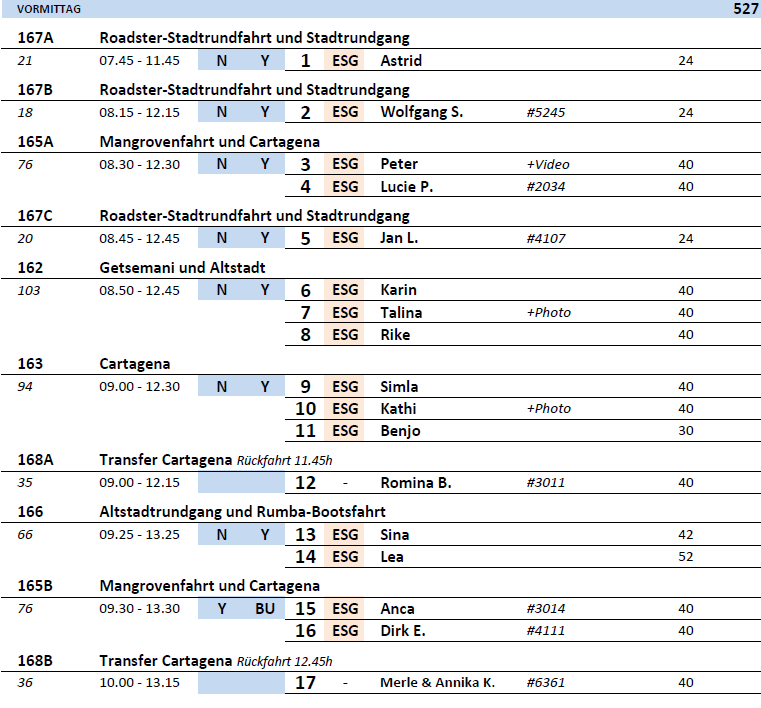 VORMITTAG 527
167A Roadster-Stadtrundfahrt und Stadtrundgang
21 07.45 - 11.45 N Y 1 ESG Astrid 24
167B Roadster-Stadtrundfahrt und Stadtrundgang
18 08.15 - 12.15 N Y 2 ESG Wolfgang S. #5245 24
165A Mangrovenfahrt und Cartagena
76 08.30 - 12.30 N Y 3 ESG Peter +Video 40
4 ESG Lucie P. #2034 40
167C Roadster-Stadtrundfahrt und Stadtrundgang
20 08.45 - 12.45 N Y 5 ESG Jan L. #4107 24
162 Getsemani und Altstadt
103 08.50 - 12.45 N Y 6 ESG Karin 40
7 ESG Talina +Photo 40
8 ESG Rike 40
163 Cartagena
94 09.00 - 12.30 N Y 9 ESG Simla 40
10 ESG Kathi +Photo 40
11 ESG Benjo 30
168A Transfer Cartagena Rückfahrt 11.45h
35 09.00 - 12.15 12 - Romina B. #3011 40
166 Altstadtrundgang und Rumba-Bootsfahrt
66 09.25 - 13.25 N Y 13 ESG Sina 42
14 ESG Lea 52
165B Mangrovenfahrt und Cartagena
76 09.30 - 13.30 Y BU 15 ESG Anca #3014 40
16 ESG Dirk E. #4111 40
168B Transfer Cartagena Rückfahrt 12.45h
36 10.00 - 13.15 17 - Merle & Annika K. #6361 40